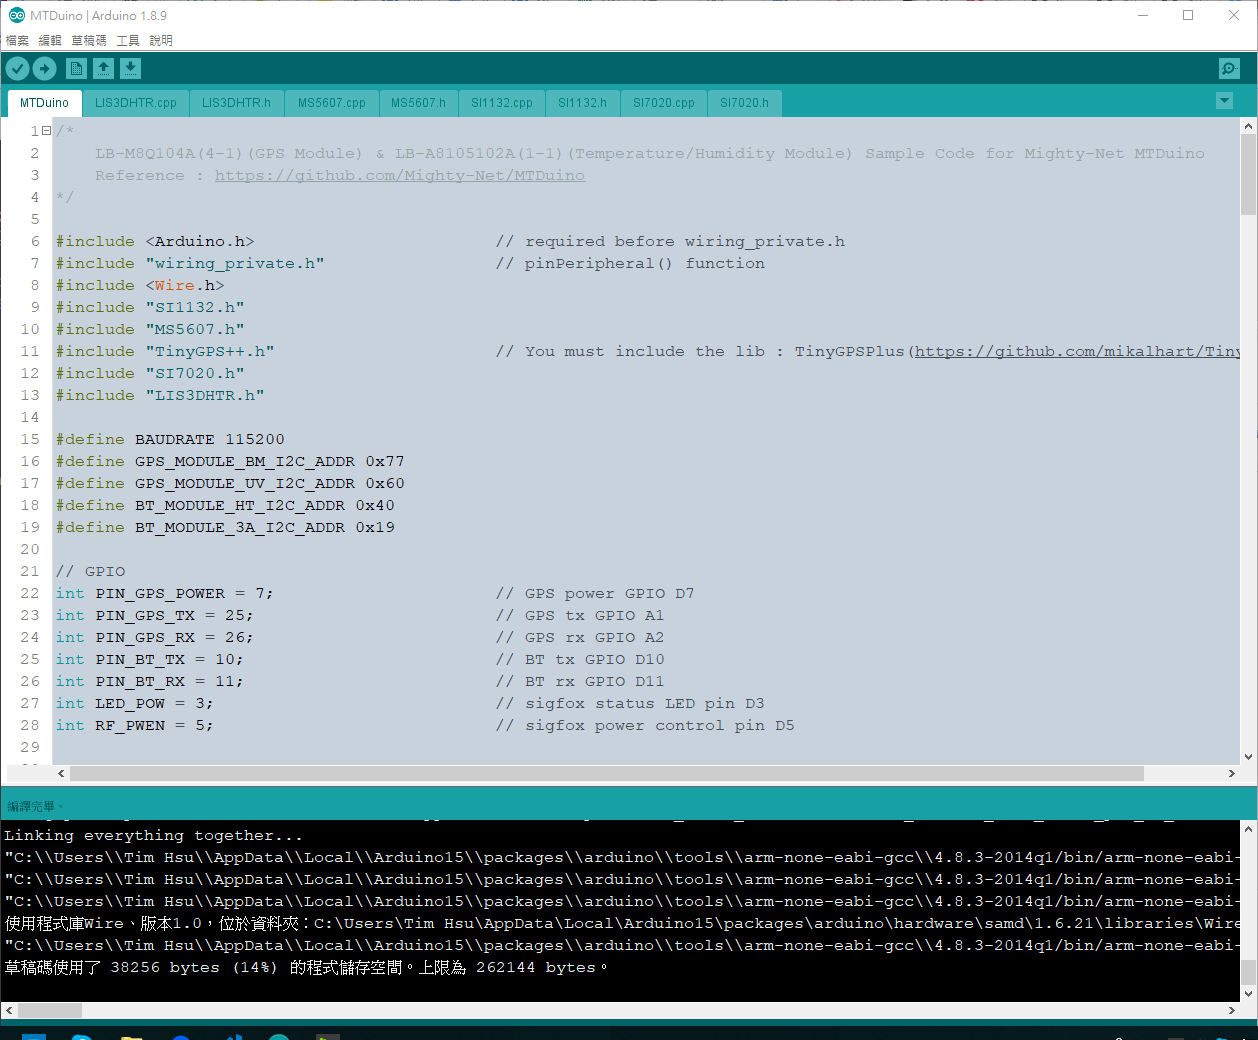 MTDuino | Arduino 1.8.9
檔案 編輯 草稿碼 工具 說明
MTDuino LIS3DHTR.cpp LIS3DHTR.h MS5607.cpp MS5607.h SI1132.cpp SI1132.h SI7020.cpp SI7020.h
1 /*
2 LB-M8Q104A(4-1)(GPS Module) & LB-A8105102A(1-1)(Temperature/Humidity Module) Sample Code for Mighty-Net MTDuino
3 Reference : https://github.com/Mighty-Net/MTDuino
4 */
5
6 #include <Arduino.h> // required before wiring_private.h
7 #include "wiring_private.h" // pinPeripheral() function
8 #include <Wire.h>
9 #include "SI1132.h"
10 #include "MS5607.h"
11 #include "TinyGPS++.h" // You must include the lib : TinyGPSPlus(https://github.com/mikalhart/Tiny
12 #include "SI7020.h"
13 #include "LIS3DHTR.h"
14
15 #define BAUDRATE 115200
16 #define GPS_MODULE_BM_I2C_ADDR 0x77
17 #define GPS_MODULE_UV_I2C_ADDR 0x60
18 #define BT_MODULE_HT_I2C_ADDR 0x40
19 #define BT_MODULE_3A_I2C_ADDR 0x19
20
21 // GPIO
22 int PIN_GPS_POWER = 7; // GPS power GPIO D7
23 int PIN_GPS_TX = 25; // GPS tx GPIO A1
24 int PIN_GPS_RX = 26; // GPS rx GPIO A2
25 int PIN_BT_TX = 10; // BT tx GPIO D10
26 int PIN_BT_RX = 11; // BT rx GPIO D11
27 int LED_POW = 3; // sigfox status LED pin D3
28 int RF_PWEN = 5; // sigfox power control pin D5
29
編譯完畢。
Linking everything together...
"C:\\Users\\Tim Hsu\\AppData\\Local\\Arduino15\\packages\\arduino\\tools\\arm-none-eabi-gcc\\4.8.3-2014q1/bin/arm-none-eabi-
"C:\\Users\\Tim Hsu\\AppData\\Local\\Arduino15\\packages\\arduino\\tools\\arm-none-eabi-gcc\\4.8.3-2014q1/bin/arm-none-eabi-
"C:\\Users\\Tim Hsu\\AppData\\Local\\Arduino15\\packages\\arduino\\tools\\arm-none-eabi-gcc\\4.8.3-2014q1/bin/arm-none-eabi-
使用程式庫Wire、版本1.0，位於資料夾：C:\Users\Tim Hsu\AppData\Local\Arduino15\packages\arduino\hardware\samd\1.6.21\libraries\Wire
"C:\\Users\\Tim Hsu\\AppData\\Local\\Arduino15\\packages\\arduino\\tools\\arm-none-eabi-gcc\\4.8.3-2014q1/bin/arm-none-eabi-
草稿碼使用了 38256 bytes (14%) 的程式儲存空間。上限為 262144 bytes。